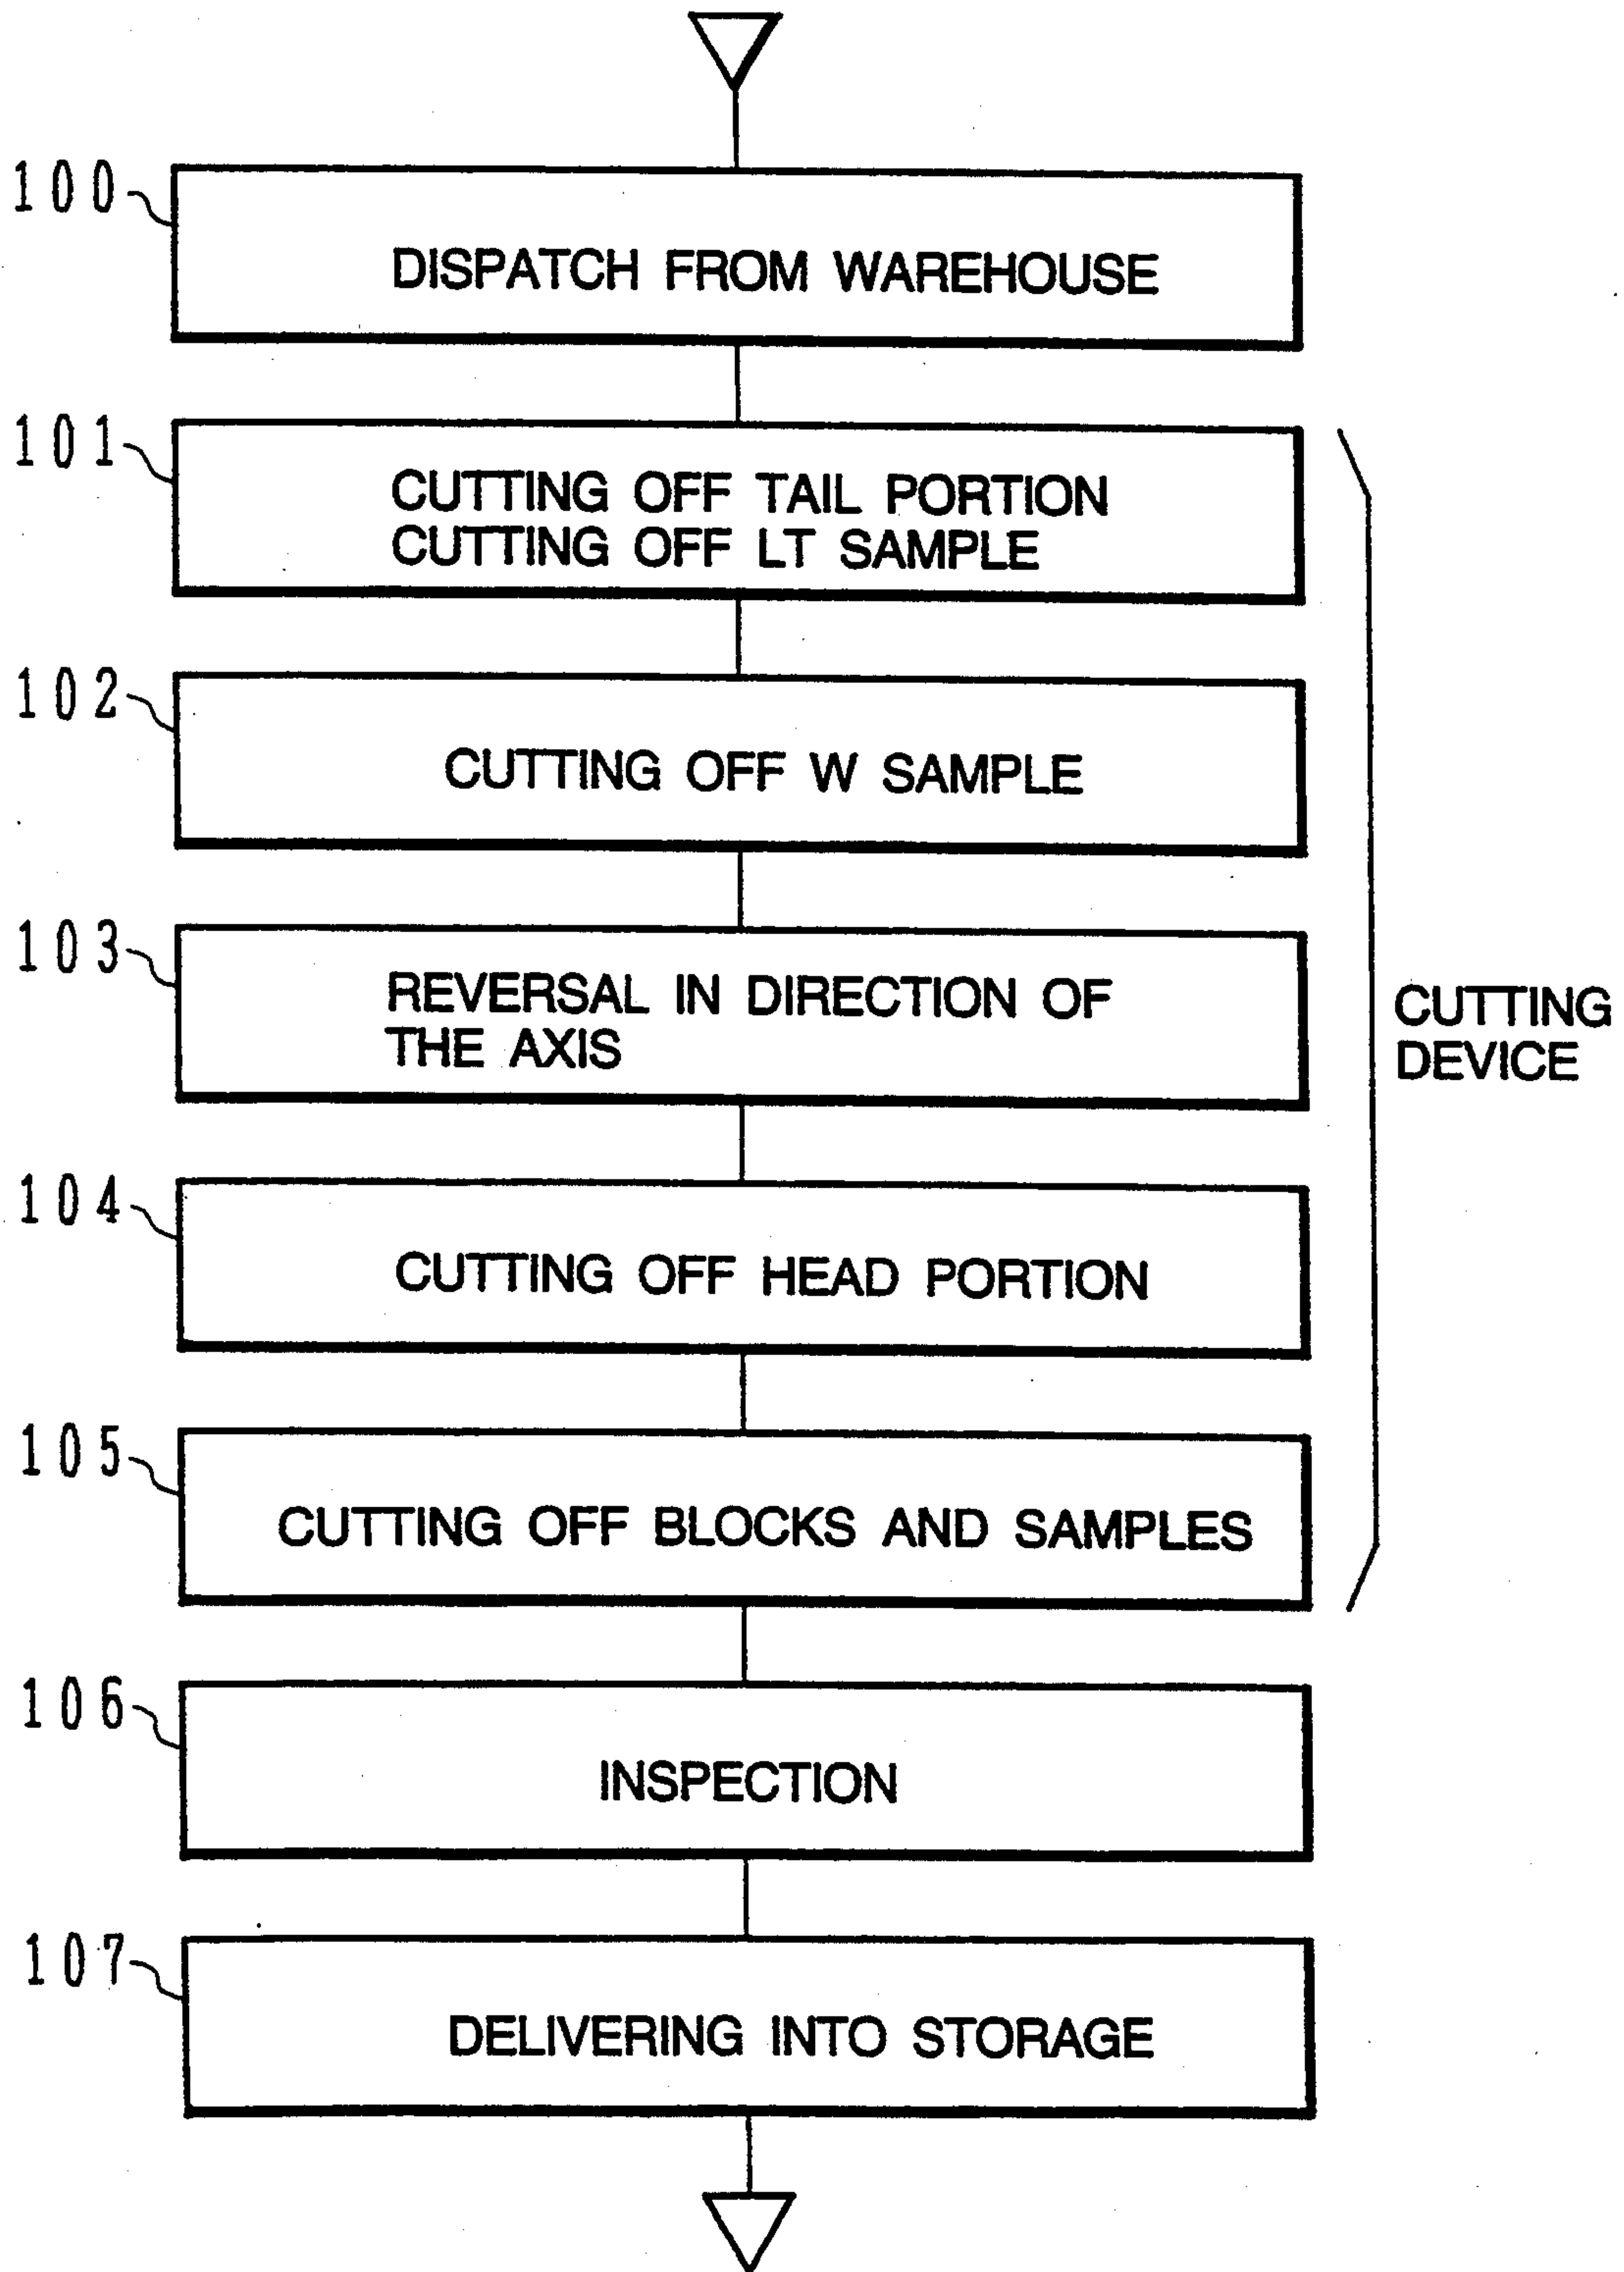 100
DISPATCH FROM WAREHOUSE
101
CUTTING OFF TAIL PORTION
CUTTING OFF LT SAMPLE
102
CUTTING OFF W SAMPLE
103
REVERSAL IN DIRECTION OF
THE AXIS
CUTTING
DEVICE
104
CUTTING OFF HEAD PORTION
105
CUTTING OFF BLOCKS AND SAMPLES
106
INSPECTION
107
DELIVERING INTO STORAGE